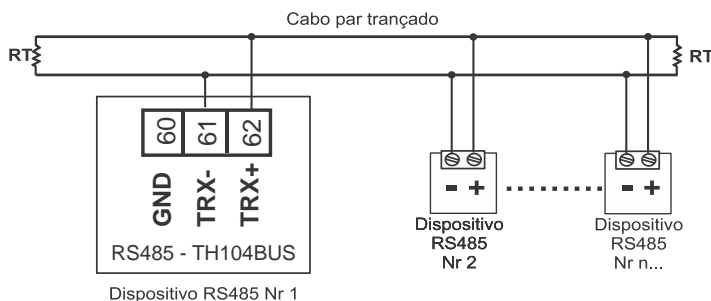 Cabo par trançado
RT
RT
60
61
62
GND
TRX-
TRX+
RS485 - TH104BUS
Dispositivo RS485 Nr 1
- +
Dispositivo
RS485
Nr 2
- +
Dispositivo
RS485
Nr n...